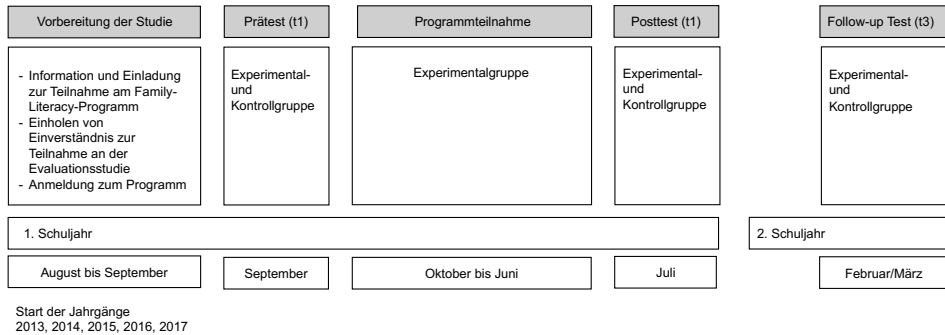 Vorbereitung der Studie
Prätest (t1)
Programmteilnahme
Posttest (t1)
Follow-up Test (t3)
- Information und Einladung
zur Teilnahme am Family-
Literacy-Programm
- Einholen von
Einverständnis zur
Teilnahme an der
Evaluationsstudie
- Anmeldung zum Programm
Experimental-
und
Kontrollgruppe
Experimentalgruppe
Experimental-
und
Kontrollgruppe
Experimental-
und
Kontrollgruppe
1. Schuljahr
2. Schuljahr
August bis September
September
Oktober bis Juni
Juli
Februar/März
Start der Jahrgänge
2013, 2014, 2015, 2016, 2017